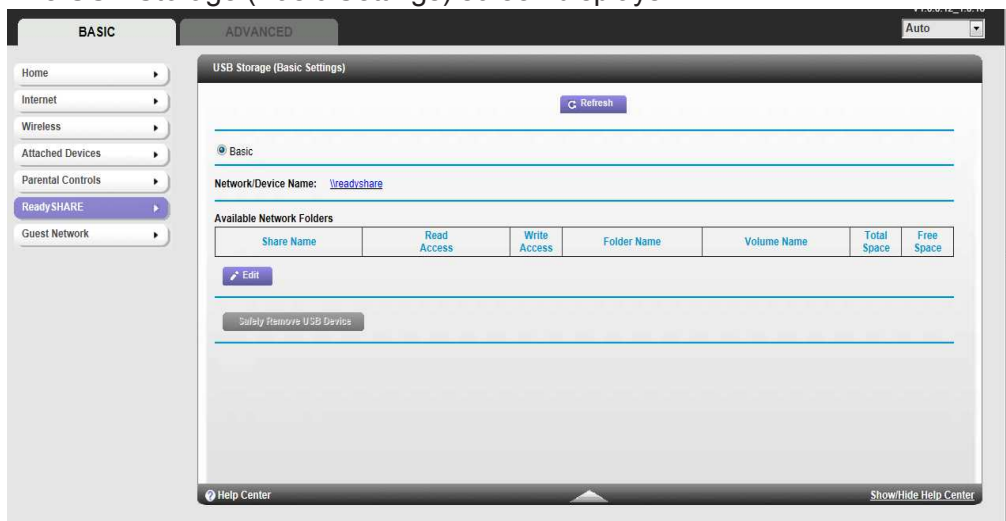 BASIC
ADVANCED
Auto
Home
Internet
Wireless
Attached Devices
Parental Controls
ReadySHARE
Guest Network
USB Storage (Basic Settings)
Refresh
Basic
Network/Device Name: \\readyshare
Available Network Folders
Share Name Read Access Write Access Folder Name Volume Name Total Space Free Space
Edit
Safely Remove USB Device
Help Center
Show/Hide Help Center